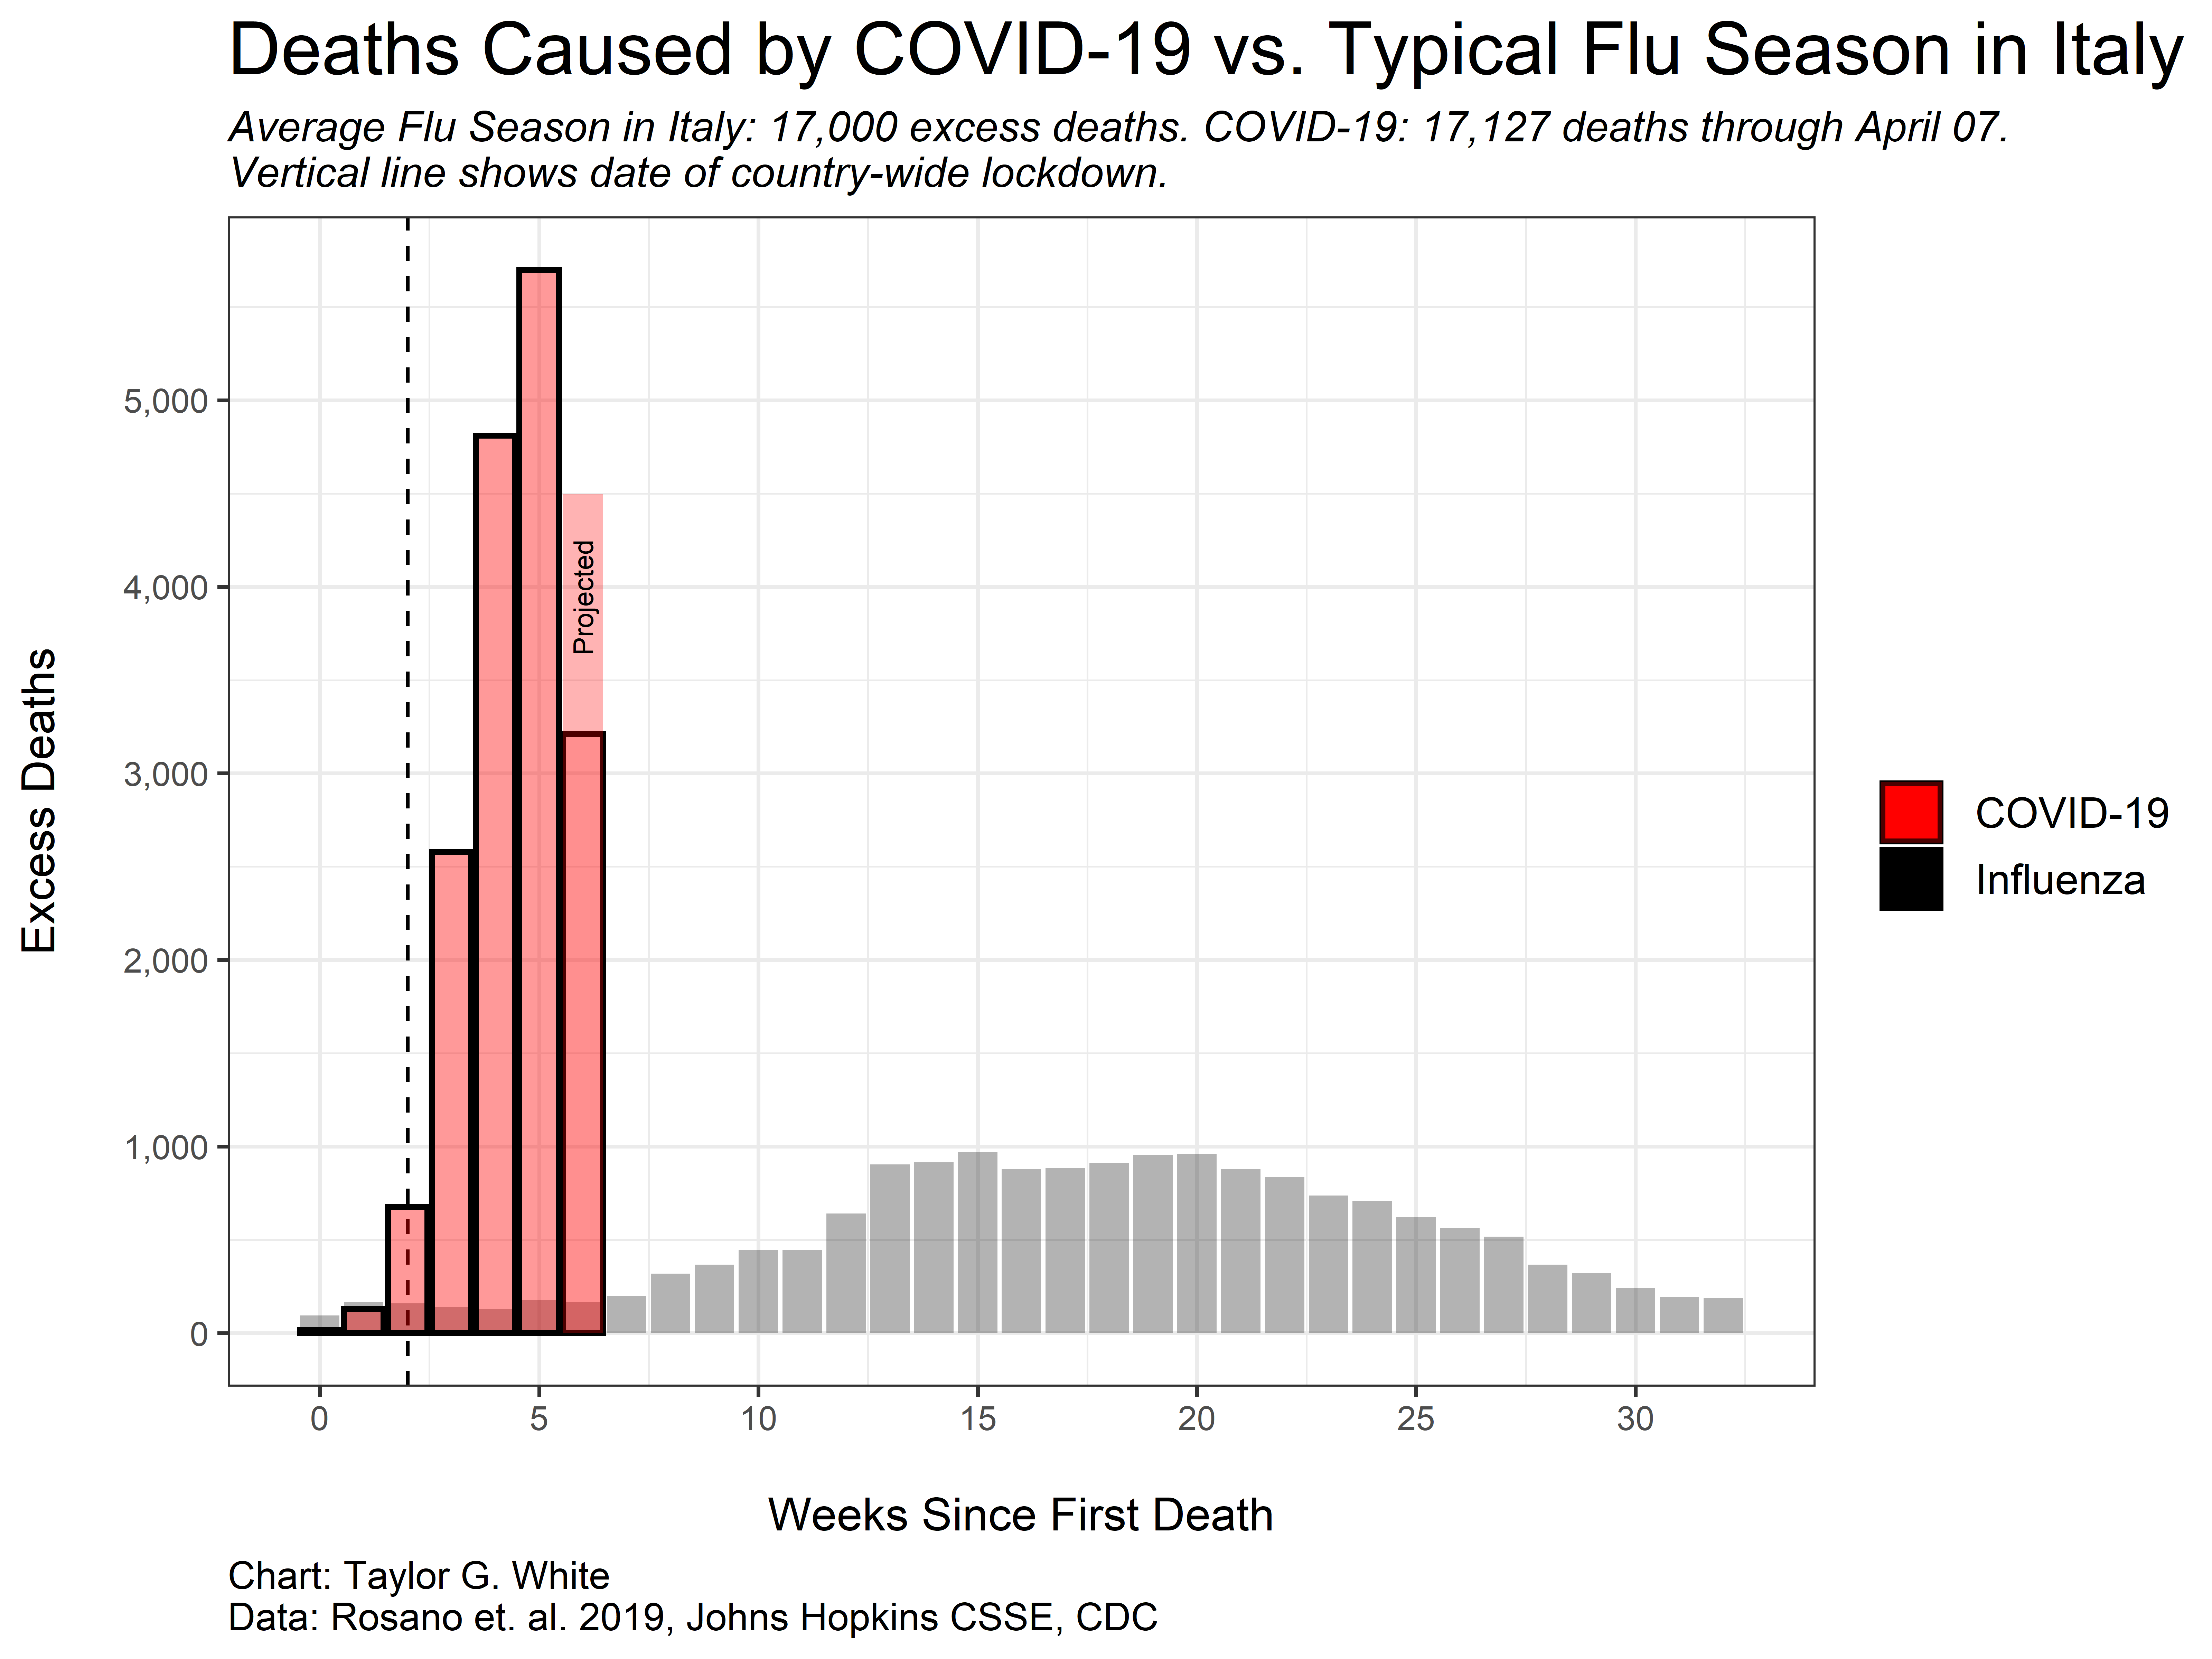 Deaths Caused by COVID-19 vs. Typical Flu Season in Italy
Average Flu Season in Italy: 17,000 excess deaths. COVID-19: 17,127 deaths through April 07.
Vertical line shows date of country-wide lockdown.
Excess Deaths
5,000
4,000
3,000
2,000
1,000
0
Projected
COVID-19
Influenza
0 5 10 15 20 25 30
Weeks Since First Death
Chart: Taylor G. White
Data: Rosano et. al. 2019, Johns Hopkins CSSE, CDC